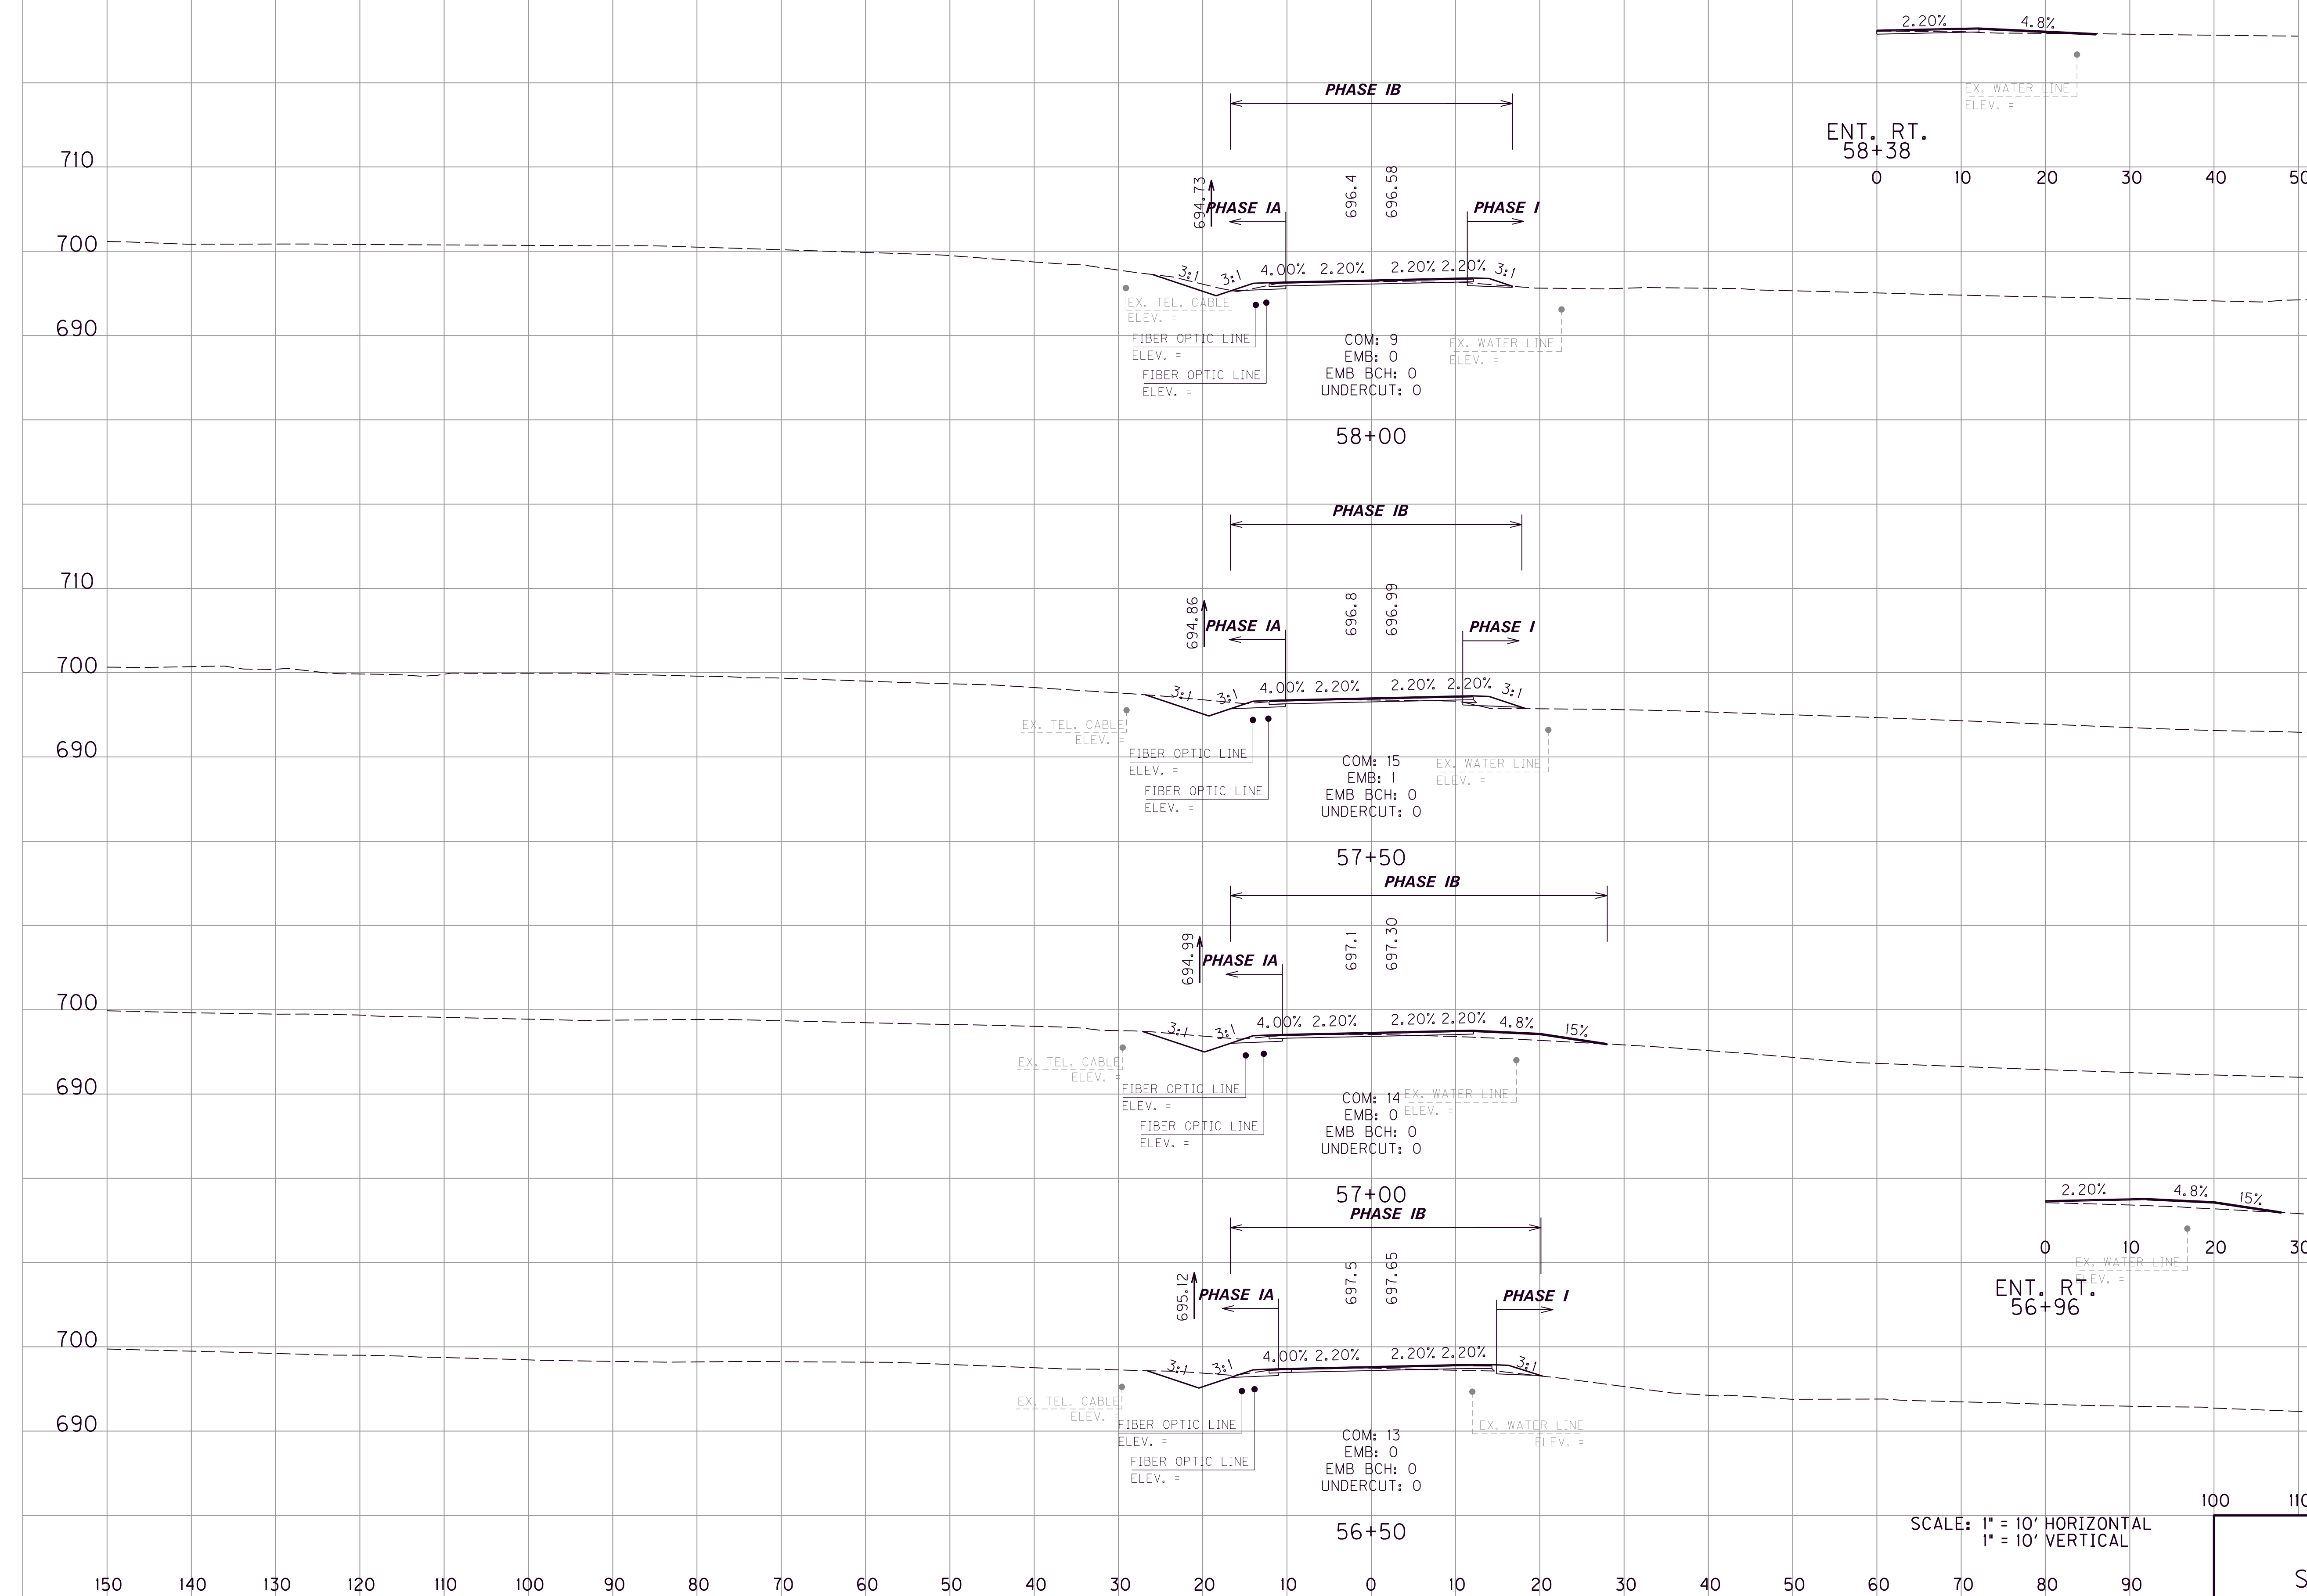 2.20% 4.8%
EX. WATER LINE
ELEV. =
ENT. RT.
58+38
0 10 20 30 40 50
PHASE IB
710
694.73
696.4
696.58
PHASE IA
PHASE I
700
3:1 3:1 4.00% 2.20% 2.20% 2.20% 3:1
EX. TEL. CABLE
ELEV. =
690
FIBER OPTIC LINE
ELEV. =
FIBER OPTIC LINE
ELEV. =
COM: 9
EMB: 0
EMB BCH: 0
UNDERCUT: 0
EX. WATER LINE
ELEV. =
58+00
PHASE IB
710
694.86
696.8
696.99
PHASE IA
PHASE I
700
3:1 3:1 4.00% 2.20% 2.20% 2.20% 3:1
EX. TEL. CABLE
ELEV. =
690
FIBER OPTIC LINE
ELEV. =
FIBER OPTIC LINE
ELEV. =
COM: 15
EMB: 1
EMB BCH: 0
UNDERCUT: 0
EX. WATER LINE
ELEV. =
57+50
PHASE IB
694.99
697.1
697.30
PHASE IA
700
3:1 3:1 4.00% 2.20% 2.20% 2.20% 4.8% 15%
EX. TEL. CABLE
ELEV. =
690
FIBER OPTIC LINE
ELEV. =
FIBER OPTIC LINE
ELEV. =
COM: 14
EMB: 0
EMB BCH: 0
UNDERCUT: 0
EX. WATER LINE
ELEV. =
57+00
2.20% 4.8% 15%
0 10 20 30
EX. WATER LINE
ELEV. =
ENT. RT.
56+96
PHASE IB
695.12
697.5
697.65
PHASE IA
PHASE I
700
3:1 3:1 4.00% 2.20% 2.20% 2.20% 3:1
EX. TEL. CABLE
ELEV. =
690
FIBER OPTIC LINE
ELEV. =
FIBER OPTIC LINE
ELEV. =
COM: 13
EMB: 0
EMB BCH: 0
UNDERCUT: 0
EX. WATER LINE
ELEV. =
56+50
100 110
SCALE: 1" = 10' HORIZONTAL
1" = 10' VERTICAL
S
150 140 130 120 110 100 90 80 70 60 50 40 30 20 10 0 10 20 30 40 50 60 70 80 90